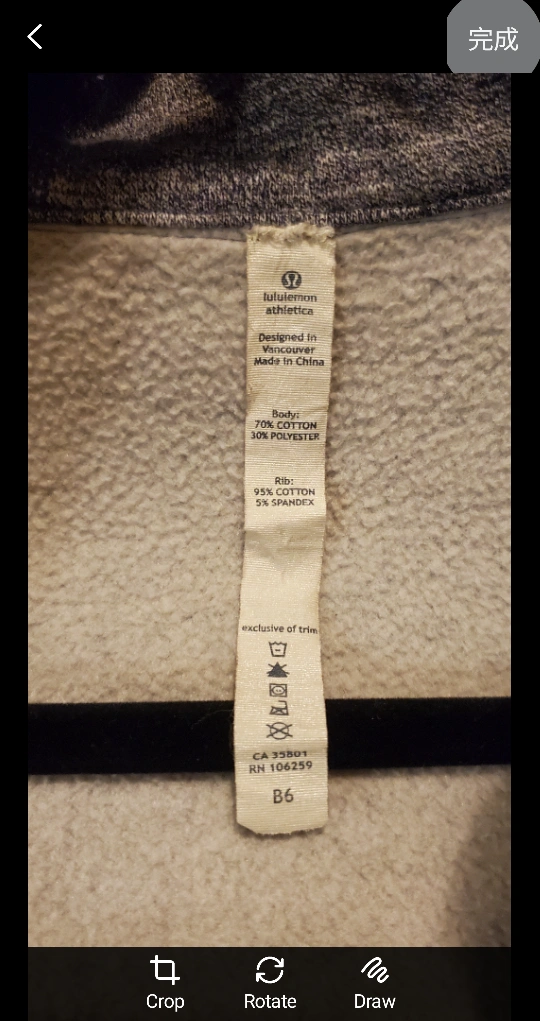 完成
lululemon
athletica
Designed in
Vancouver
Made in China
Body:
70% COTTON
30% POLYESTER
Rib:
95% COTTON
5% SPANDEX
exclusive of trim
CA 35801
RN 106259
B6
Crop
Rotate
Draw